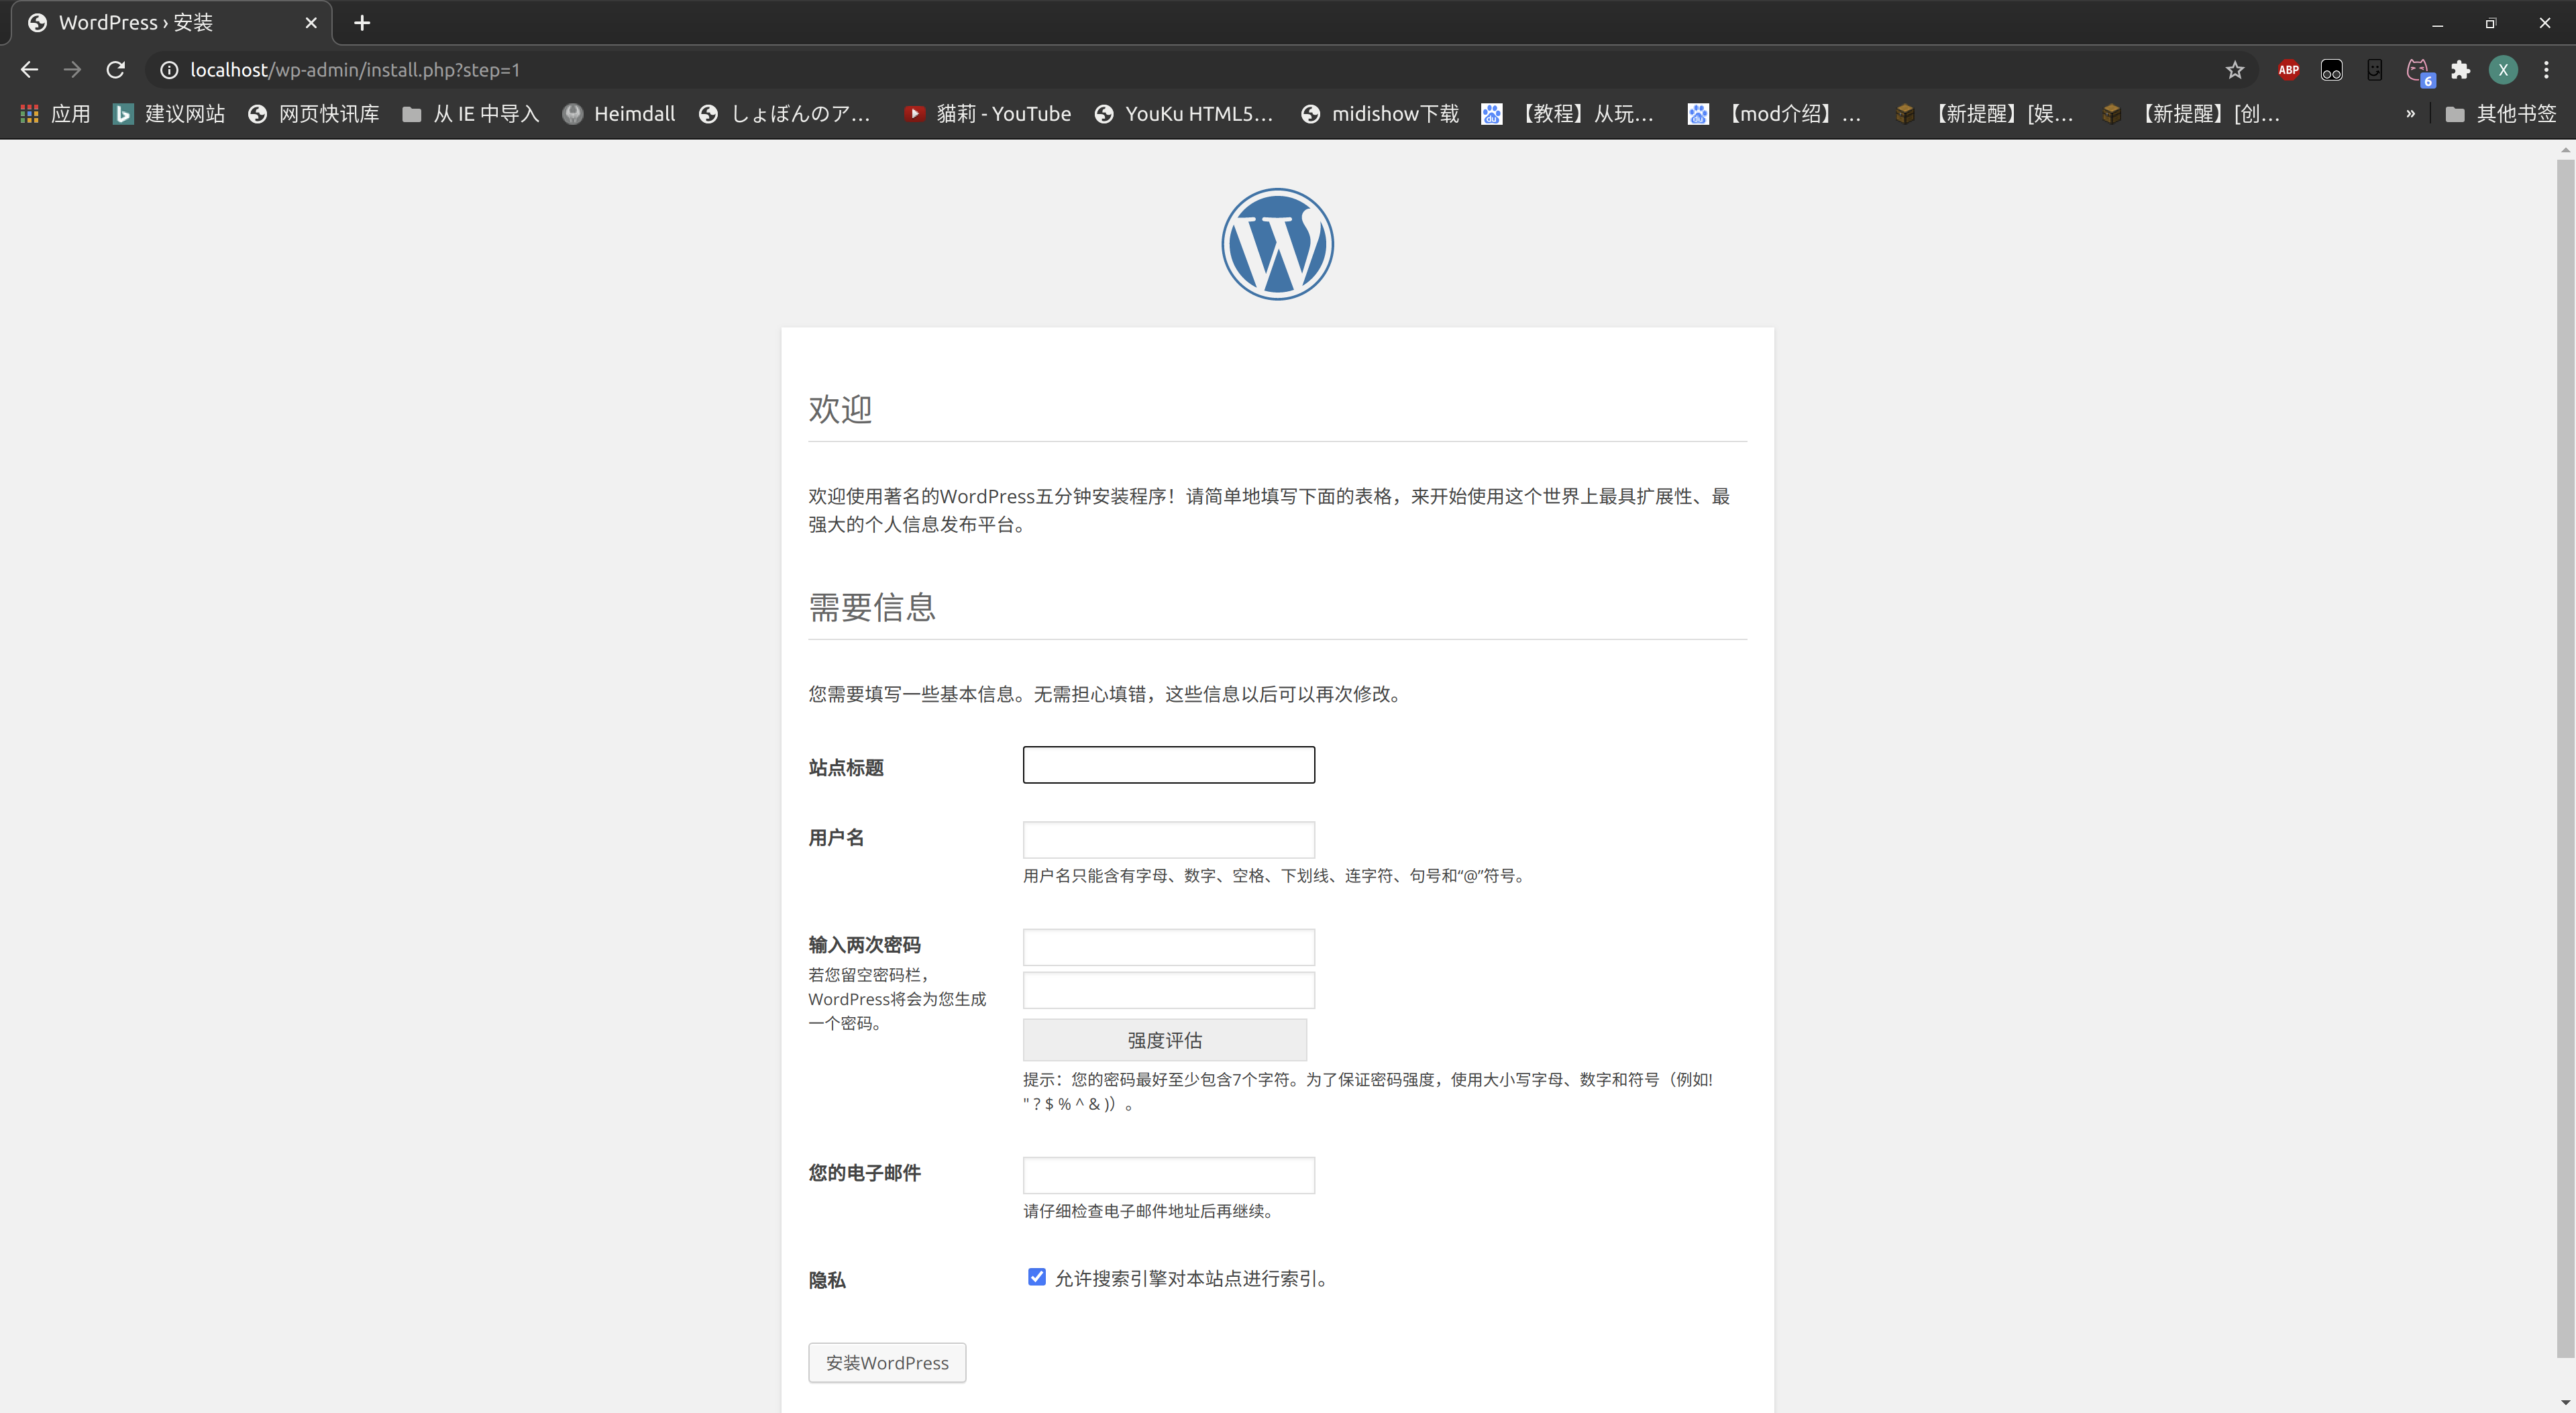 WordPress › 安装
localhost/wp-admin/install.php?step=1
ABP
6
X
应用
建议网站
网页快讯库
从 IE 中导入
Heimdall
しょぼんのア…
貓莉 - YouTube
YouKu HTML5…
midishow下载
【教程】从玩…
【mod介绍】…
【新提醒】[娱…
【新提醒】[创…
»
其他书签
欢迎
欢迎使用著名的WordPress五分钟安装程序！请简单地填写下面的表格，来开始使用这个世界上最具扩展性、最
强大的个人信息发布平台。
需要信息
您需要填写一些基本信息。无需担心填错，这些信息以后可以再次修改。
站点标题
用户名
用户名只能含有字母、数字、空格、下划线、连字符、句号和“@”符号。
输入两次密码
若您留空密码栏，
WordPress将会为您生成
一个密码。
强度评估
提示：您的密码最好至少包含7个字符。为了保证密码强度，使用大小写字母、数字和符号（例如!
" ? $ % ^ & )）。
您的电子邮件
请仔细检查电子邮件地址后再继续。
隐私
允许搜索引擎对本站点进行索引。
安装WordPress